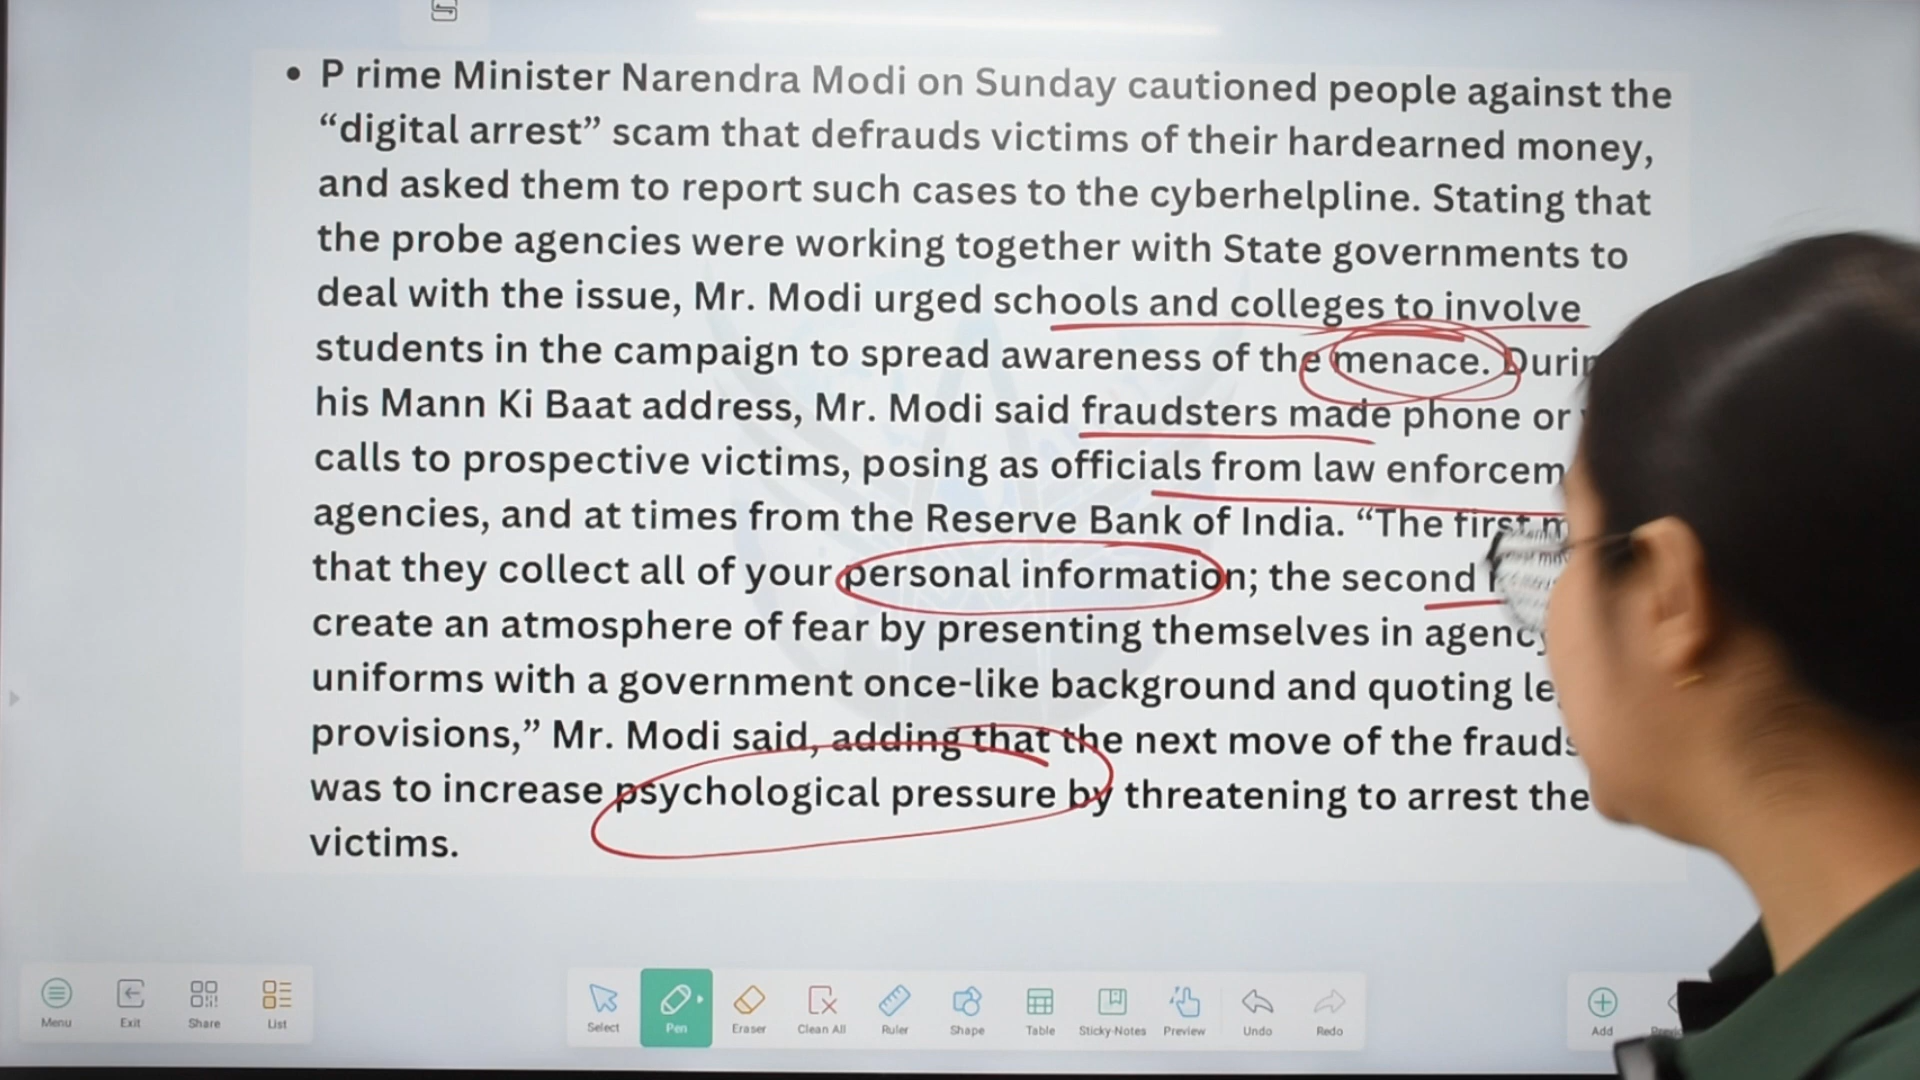 • P rime Minister Narendra Modi on Sunday cautioned people against the
“digital arrest” scam that defrauds victims of their hardearned money,
and asked them to report such cases to the cyberhelpline. Stating that
the probe agencies were working together with State governments to
deal with the issue, Mr. Modi urged schools and colleges to involve
students in the campaign to spread awareness of the menace.
his Mann Ki Baat address, Mr. Modi said fraudsters made phone or
calls to prospective victims, posing as officials from law
agencies, and at times from the Reserve Bank of India. “The first
that they collect all of your personal information; the second
create an atmosphere of fear by presenting themselves in
uniforms with a government once-like background and quoting
provisions,” Mr. Modi said, adding that the next move of the
was to increase psychological pressure by threatening to arrest the
victims.
Menu Exit Share List Select Pen Eraser Clean All Ruler Shape Table Sticky-Notes Preview Undo Redo Add